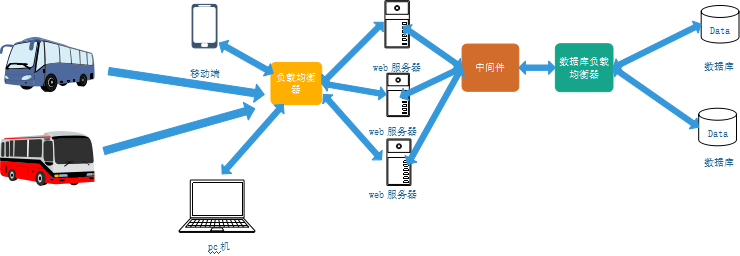 移动端
负载均衡
器
pc机
web 服务器
web 服务器
web 服务器
中间件
数据库负载
均衡器
Data
数据库
Data
数据库